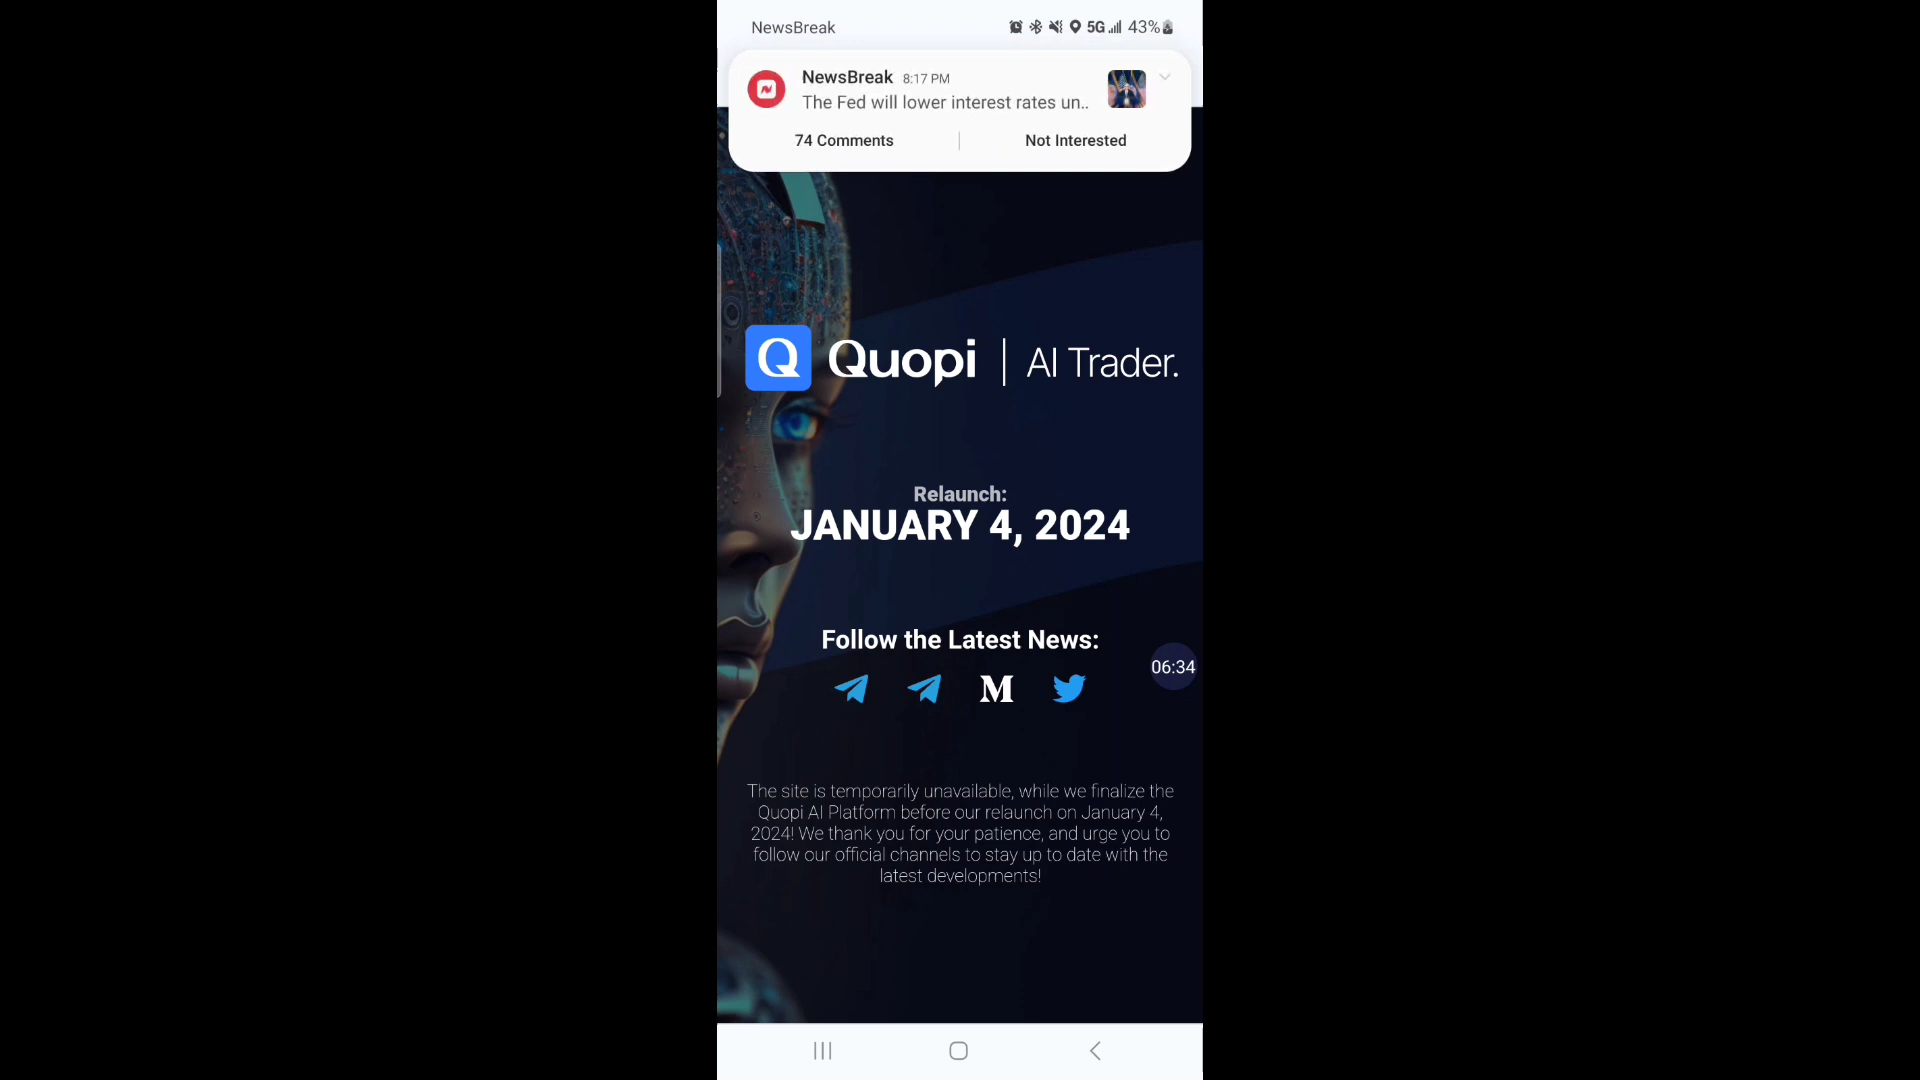 NewsBreak
5G 43%
NewsBreak 8:17 PM
The Fed will lower interest rates un..
74 Comments Not Interested
Q Quopi | AI Trader.
Relaunch:
JANUARY 4, 2024
Follow the Latest News:
06:34
M
The site is temporarily unavailable, while we finalize the
Quopi AI Platform before our relaunch on January 4,
2024! We thank you for your patience, and urge you to
follow our official channels to stay up to date with the
latest developments!